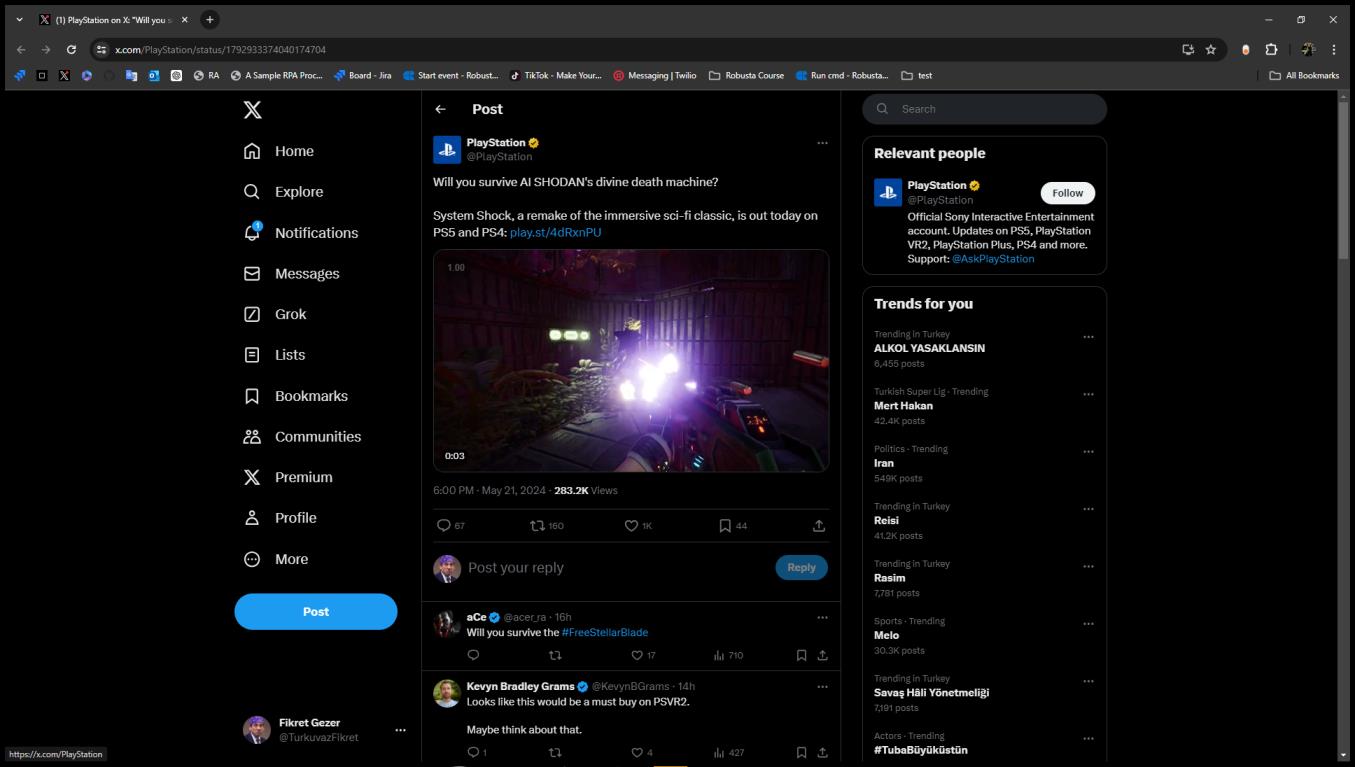 (1) PlayStation on X: "Will you s
x.com/PlayStation/status/1792933374040174704
RA
A Sample RPA Proc...
Board - Jira
Start event - Robust...
TikTok - Make Your...
Messaging | Twilio
Robusta Course
Run cmd - Robusta...
test
All Bookmarks
Home
Explore
1
Notifications
Messages
Grok
Lists
Bookmarks
Communities
Premium
Profile
More
Post
Fikret Gezer
@TurkuvazFikret
https://x.com/PlayStation
Post
PlayStation
@PlayStation
Will you survive AI SHODAN's divine death machine?
System Shock, a remake of the immersive sci-fi classic, is out today on
PS5 and PS4: play.st/4dRxnPU
1.00
0:03
6:00 PM · May 21, 2024 · 283.2K Views
67 160 1K 44
Post your reply
Reply
aCe @acer_ra · 16h
Will you survive the #FreeStellarBlade
17 710
Kevyn Bradley Grams @KevynBGrams · 14h
Looks like this would be a must buy on PSVR2.
Maybe think about that.
1 4 427
Search
Relevant people
PlayStation
@PlayStation
Follow
Official Sony Interactive Entertainment
account. Updates on PS5, PlayStation
VR2, PlayStation Plus, PS4 and more.
Support: @AskPlayStation
Trends for you
Trending in Turkey
ALKOL YASAKLANSIN
6,455 posts
Turkish Super Lig · Trending
Mert Hakan
42.4K posts
Politics · Trending
Iran
549K posts
Trending in Turkey
Reisi
41.2K posts
Trending in Turkey
Rasim
7,781 posts
Sports · Trending
Melo
30.3K posts
Trending in Turkey
Savaş Hâli Yönetmeliği
7,191 posts
Actors · Trending
#TubaBüyüküstün